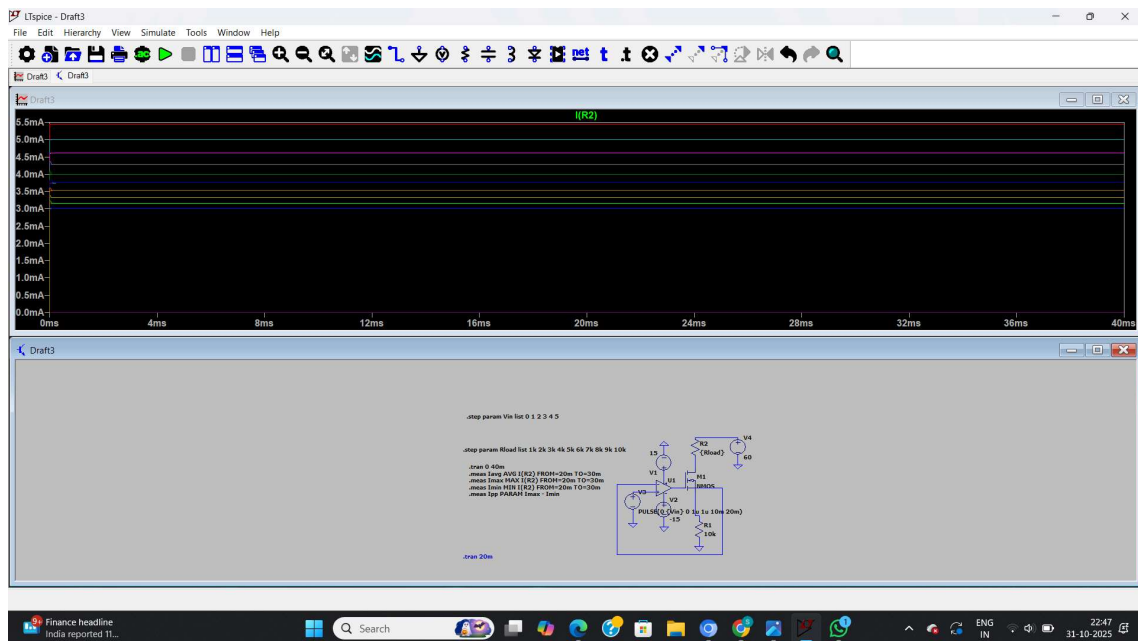 LTspice - Draft3
File Edit Hierarchy View Simulate Tools Window Help
Draft3 Draft3
Draft3
I(R2)
5.5mA
5.0mA
4.5mA
4.0mA
3.5mA
3.0mA
2.5mA
2.0mA
1.5mA
1.0mA
0.5mA
0.0mA
0ms 4ms 8ms 12ms 16ms 20ms 24ms 28ms 32ms 36ms 40ms
Draft3
.step param Vin list 0 1 2 3 4 5
.step param Rload list 1k 2k 3k 4k 5k 6k 7k 8k 9k 10k
.tran 0 40m
.meas Iavg AVG I(R2) FROM=20m TO=30m
.meas Imax MAX I(R2) FROM=20m TO=30m
.meas Imin MIN I(R2) FROM=20m TO=30m
.meas Ipp PARAM Imax - Imin
V4
R2
{Rload}
60
15
V1
U1
M1
NMOS
V3
V2
PULSE(0 {Vin} 0 1u 1u 10m 20m)
-15
R1
10k
.tran 20m
9+
Finance headline
India reported 11...
Search
ENG
IN
22:47
31-10-2025